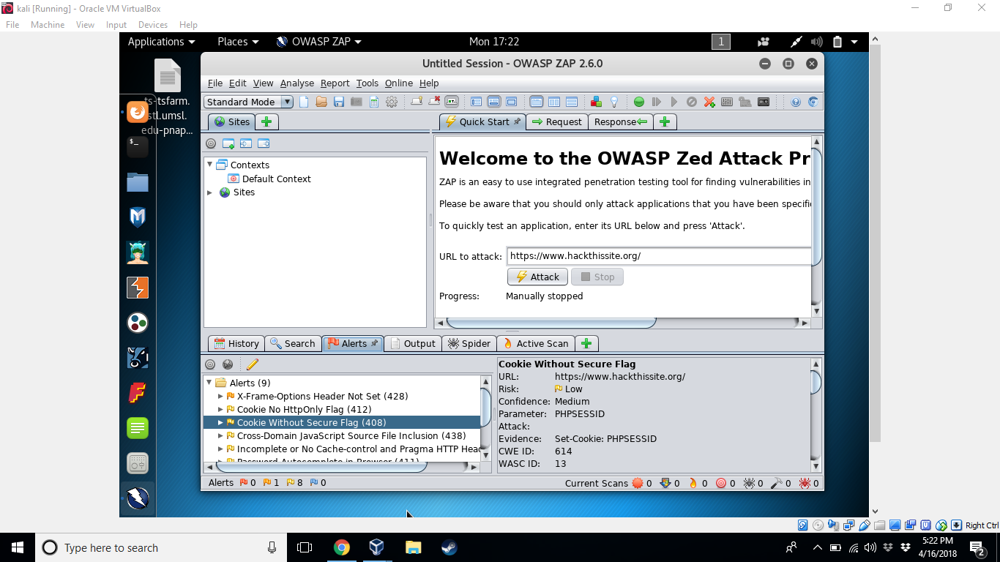 kali [Running] - Oracle VM VirtualBox
File Machine View Input Devices Help
Applications Places OWASP ZAP Mon 17:22 1
ts-tsfarm.
stl.umsl.
edu-pnap...
Untitled Session - OWASP ZAP 2.6.0
File Edit View Analyse Report Tools Online Help
Standard Mode
Sites
Contexts
Default Context
Sites
Quick Start Request Response
Welcome to the OWASP Zed Attack Pr
ZAP is an easy to use integrated penetration testing tool for finding vulnerabilities in
Please be aware that you should only attack applications that you have been specifi
To quickly test an application, enter its URL below and press 'Attack'.
URL to attack: https://www.hackthissite.org/
Attack Stop
Progress: Manually stopped
History Search Alerts Output Spider Active Scan
Alerts (9)
X-Frame-Options Header Not Set (428)
Cookie No HttpOnly Flag (412)
Cookie Without Secure Flag (408)
Cross-Domain JavaScript Source File Inclusion (438)
Incomplete or No Cache-control and Pragma HTTP Head
Password Autocomplete in Browser (411)
Cookie Without Secure Flag
URL: https://www.hackthissite.org/
Risk: Low
Confidence: Medium
Parameter: PHPSESSID
Attack:
Evidence: Set-Cookie: PHPSESSID
CWE ID: 614
WASC ID: 13
Alerts 0 1 8 0 Current Scans 0 0 0 0 0 0 0
Right Ctrl
Type here to search
5:22 PM
4/16/2018
2